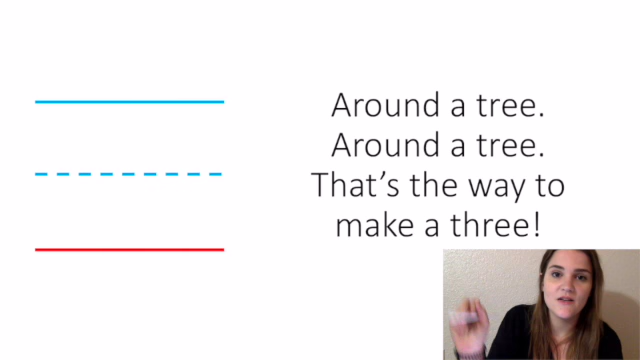 Around a tree.
Around a tree.
That's the way to
make a three!